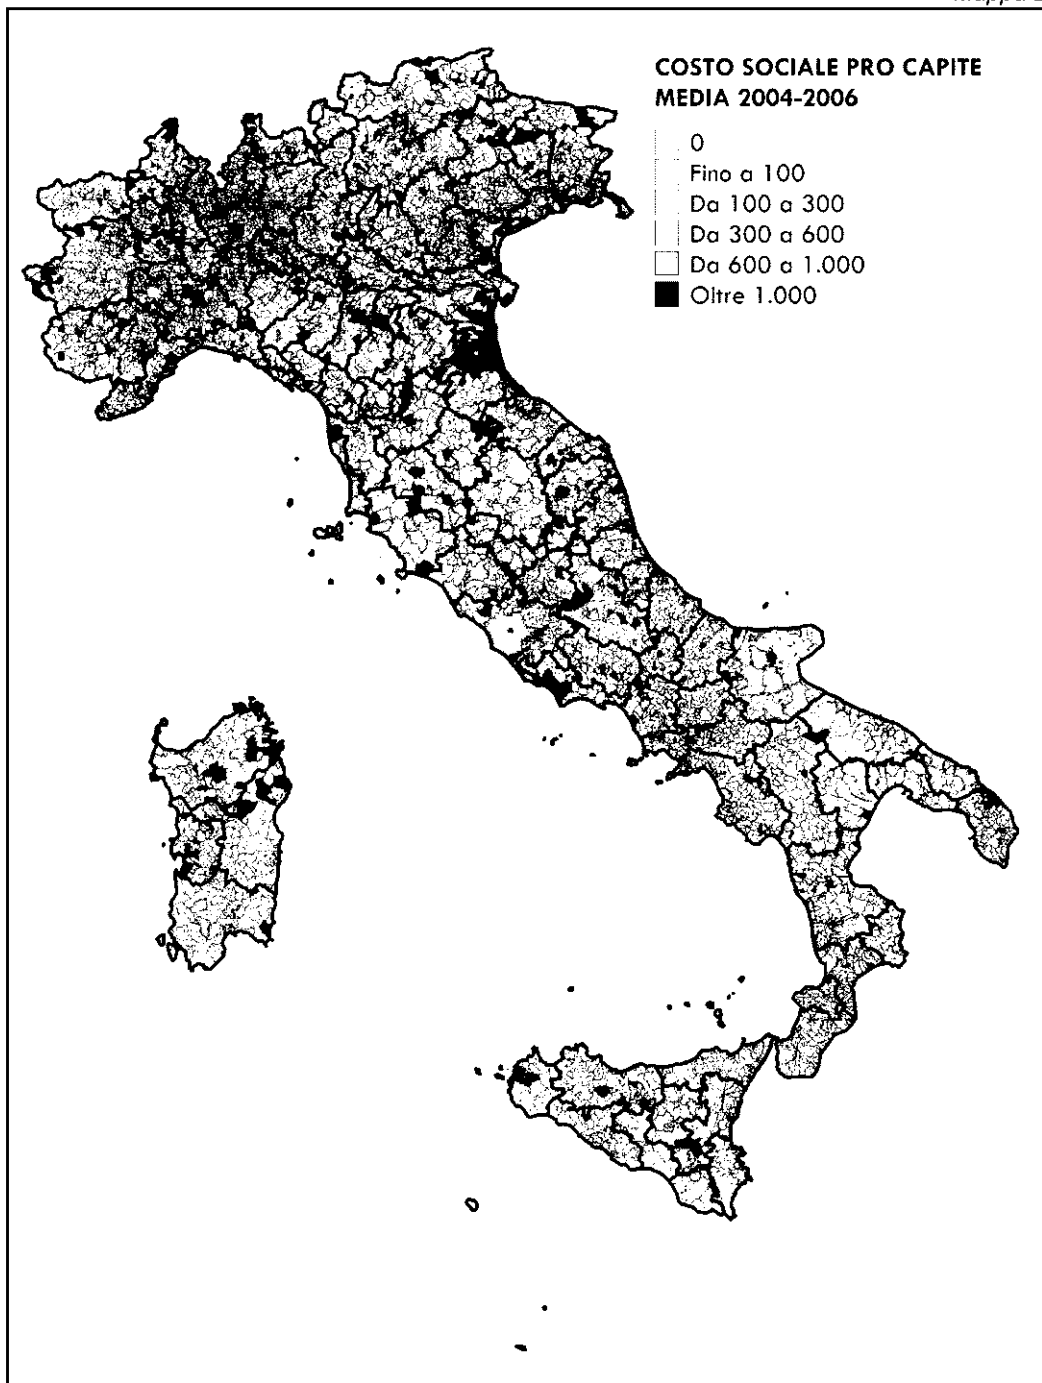 COSTO SOCIALE PRO CAPITE
MEDIA 2004-2006
0
Fino a 100
Da 100 a 300
Da 300 a 600
Da 600 a 1.000
Oltre 1.000